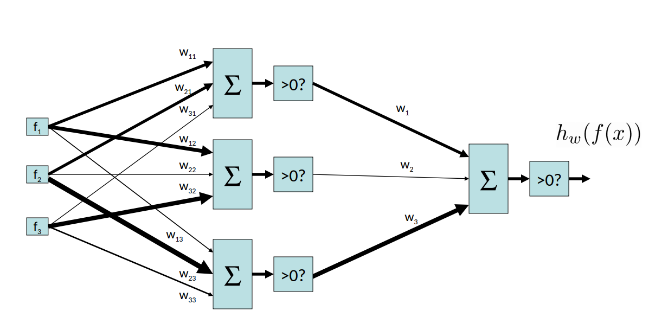 w₁₁
w₂₁
w₃₁
Σ
>0?
w₁
f₁
w₁₂
w₂₂
w₃₂
f₂
Σ
>0?
w₂
Σ
>0?
h_w(f(x))
f₃
w₁₃
w₂₃
w₃₃
Σ
>0?
w₃